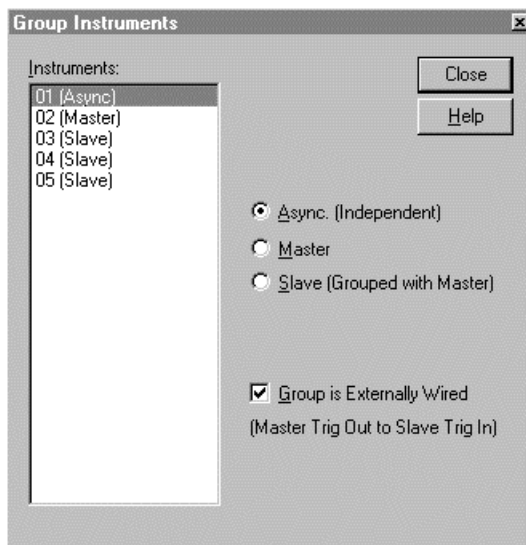 Group Instruments
Instruments:
01 (Async)
02 (Master)
03 (Slave)
04 (Slave)
05 (Slave)
Close
Help
Async. (Independent)
Master
Slave (Grouped with Master)
Group is Externally Wired
(Master Trig Out to Slave Trig In)